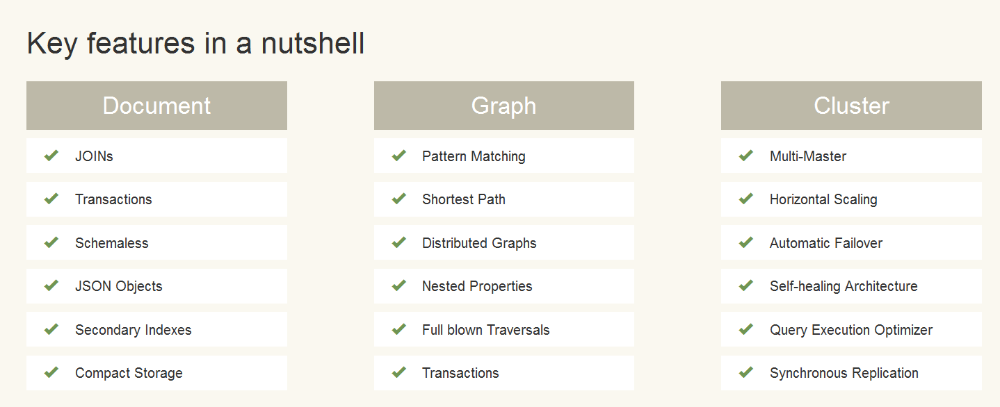 Key features in a nutshell
Document
JOINs
Transactions
Schemaless
JSON Objects
Secondary Indexes
Compact Storage
Graph
Pattern Matching
Shortest Path
Distributed Graphs
Nested Properties
Full blown Traversals
Transactions
Cluster
Multi-Master
Horizontal Scaling
Automatic Failover
Self-healing Architecture
Query Execution Optimizer
Synchronous Replication